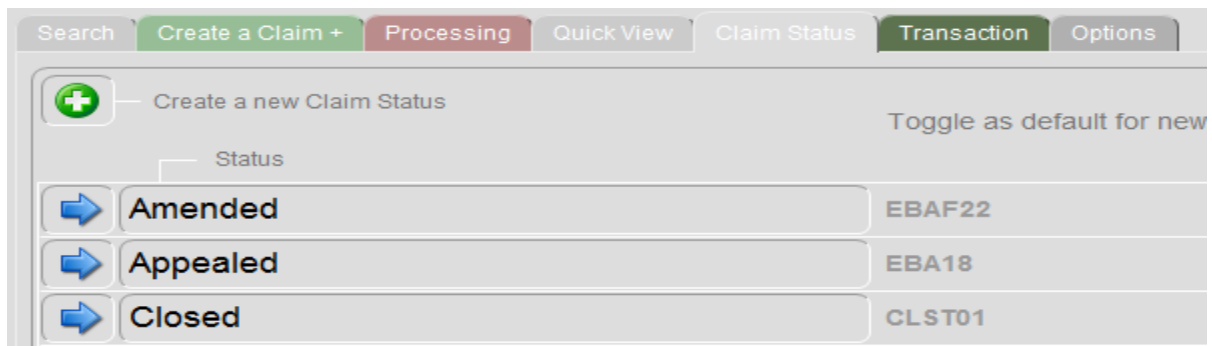 Search Create a Claim + Processing Quick View Claim Status Transaction Options
Create a new Claim Status
Toggle as default for new
Status
Amended EBAF22
Appealed EBA18
Closed CLST01